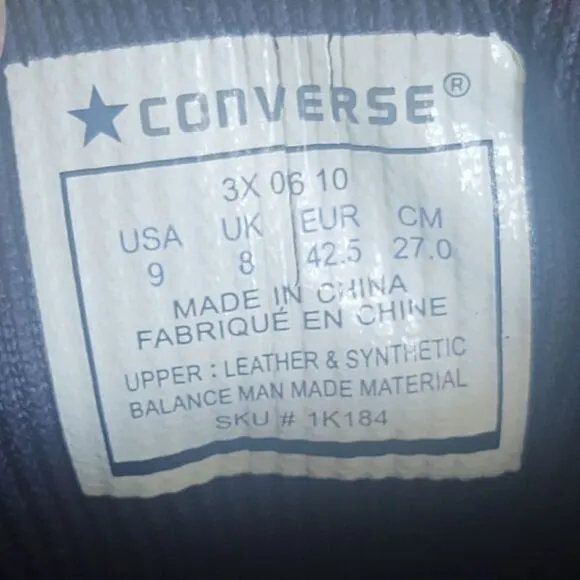 CONVERSE®
3X 06 10
USA UK EUR CM
9 8 42.5 27.0
MADE IN CHINA
FABRIQUÉ EN CHINE
UPPER : LEATHER & SYNTHETIC
BALANCE MAN MADE MATERIAL
SKU # 1K184